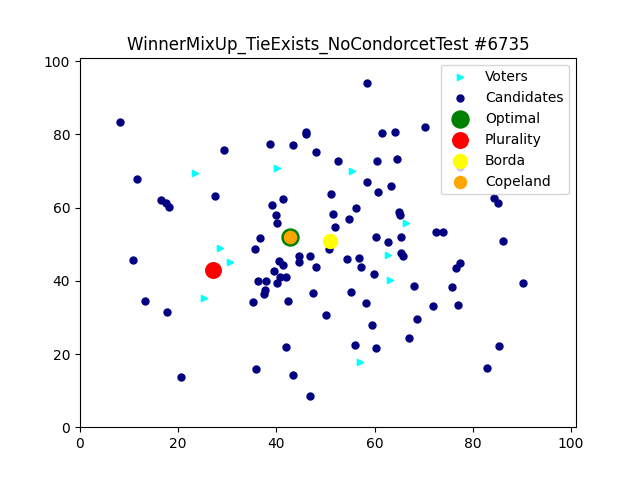 WinnerMixUp_TieExists_NoCondorcetTest #6735
Voters
Candidates
Optimal
Plurality
Borda
Copeland
100
80
60
40
20
0
0 20 40 60 80 100